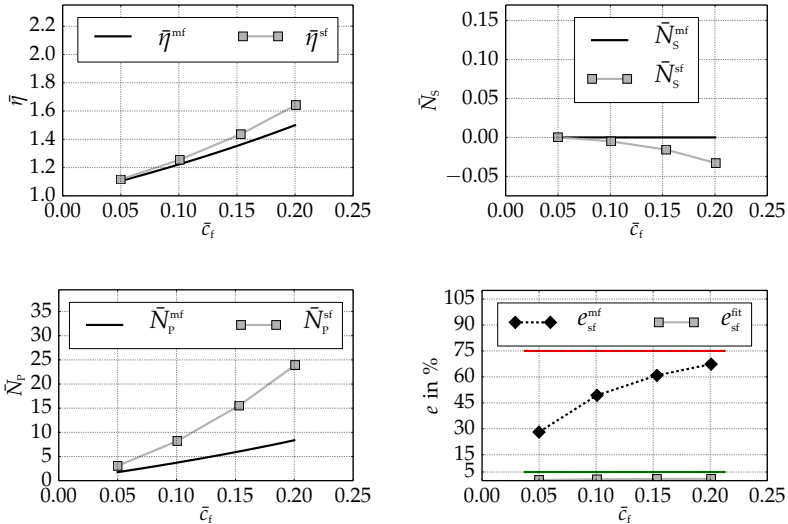 2.2
2.0
1.8
1.6
1.4
1.2
1.0
η̄
η̄ᵐᶠ η̄ˢᶠ
0.00 0.05 0.10 0.15 0.20 0.25
c̄_f
0.15
0.10
0.05
0.00
−0.05
N̄_S
N̄_S^mf
N̄_S^sf
0.00 0.05 0.10 0.15 0.20 0.25
c̄_f
35
30
25
20
15
10
5
0
N̄_P
N̄_P^mf N̄_P^sf
0.00 0.05 0.10 0.15 0.20 0.25
c̄_f
105
90
75
60
45
30
15
5
e in %
e_sf^mf e_sf^fit
0.00 0.05 0.10 0.15 0.20 0.25
c̄_f